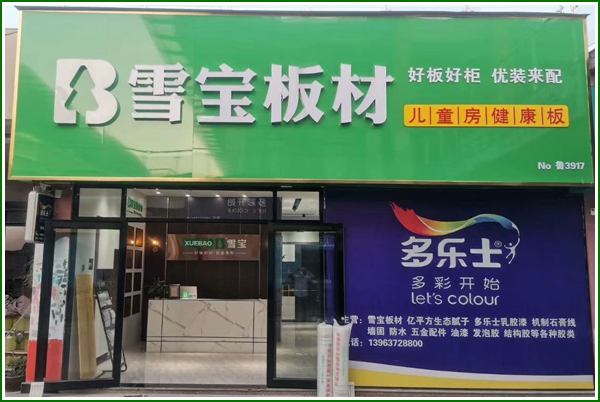 雪宝板材
好板好柜 优装来配
儿童房健康板
No 鲁3917
XUEBAO 雪宝
多乐士®
多彩开始
let's colour
主营：雪宝板材 亿平方生态腻子 多乐士乳胶漆 机制石膏线
墙固 防水 五金配件 油漆 发泡胶 结构胶等各种胶类
话：13963728800